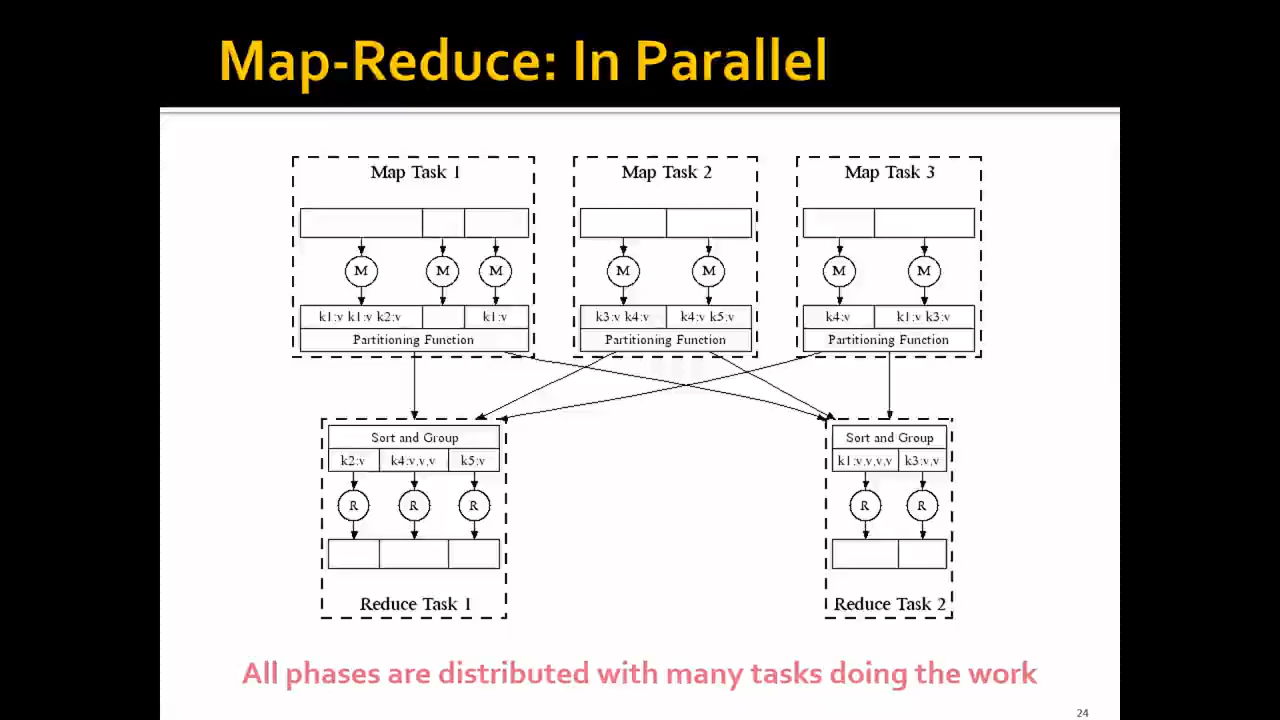 Map-Reduce: In Parallel
Map Task 1
Map Task 2
Map Task 3
M
M
M
M
M
M
M
k1:v k1:v k2:v
k1:v
k3:v k4:v
k4:v k5:v
k4:v
k1:v k3:v
Partitioning Function
Partitioning Function
Partitioning Function
Sort and Group
Sort and Group
k2:v
k4:v,v,v
k5:v
k1:v,v,v,v
k3:v,v
R
R
R
R
R
Reduce Task 1
Reduce Task 2
All phases are distributed with many tasks doing the work
24